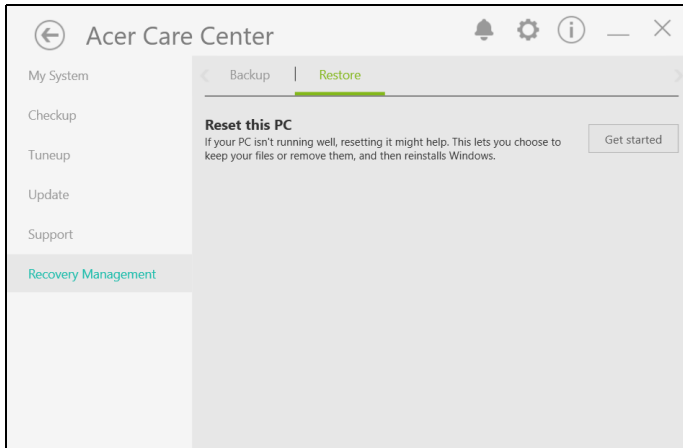 Acer Care Center
My System
Checkup
Tuneup
Update
Support
Recovery Management
Backup
Restore
Reset this PC
If your PC isn't running well, resetting it might help. This lets you choose to
keep your files or remove them, and then reinstalls Windows.
Get started